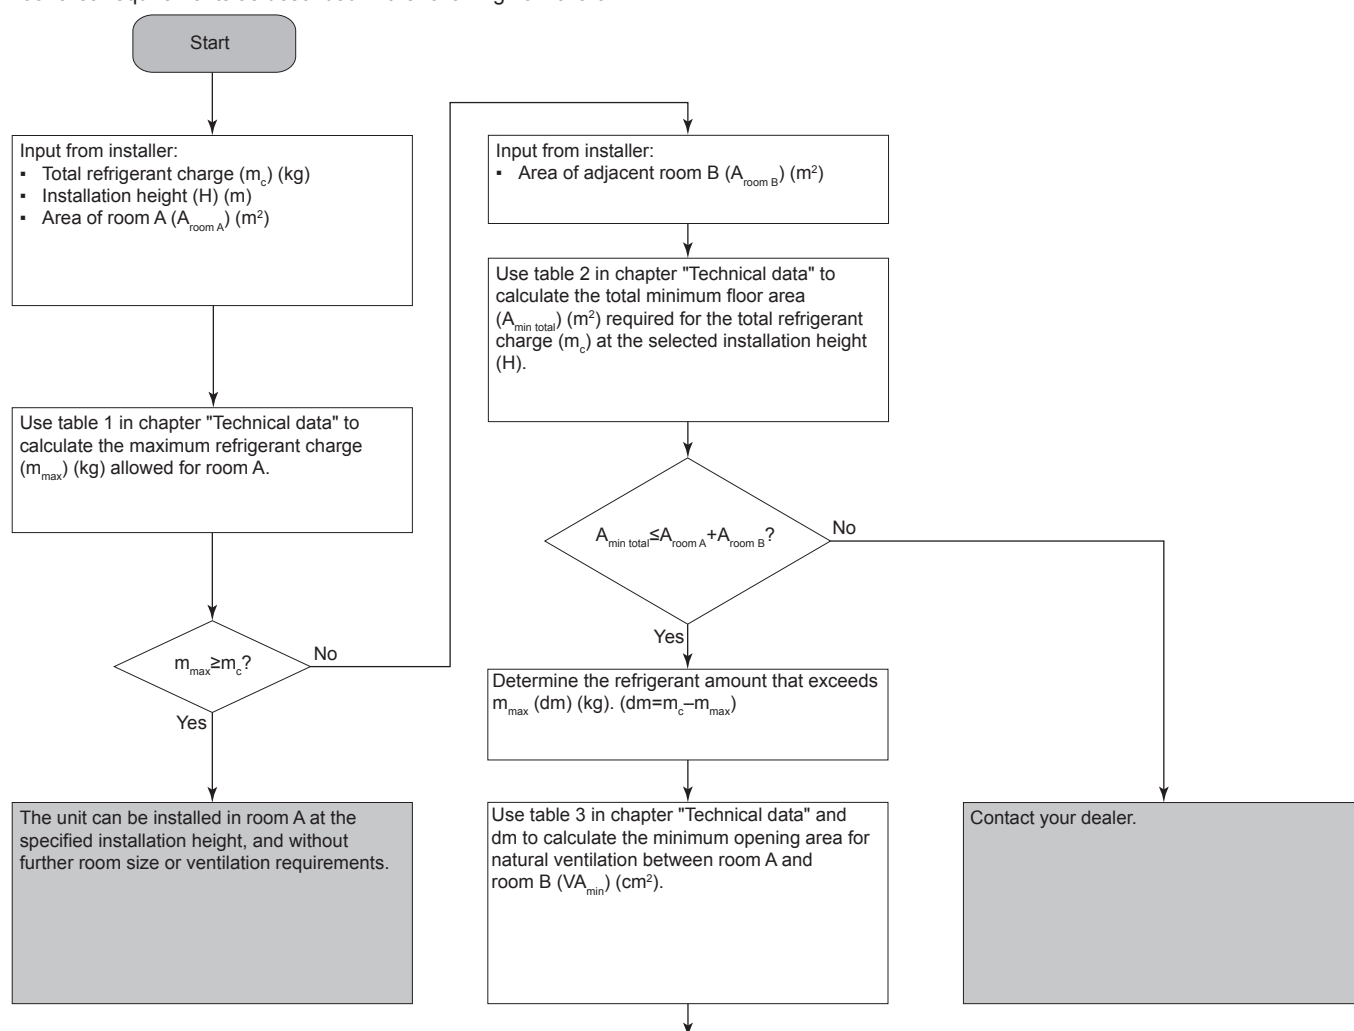 Start
Input from installer:
▪ Total refrigerant charge (mc) (kg)
▪ Installation height (H) (m)
▪ Area of room A (Aroom A) (m²)
Use table 1 in chapter "Technical data" to
calculate the maximum refrigerant charge
(mmax) (kg) allowed for room A.
mmax≥mc?
No
Yes
The unit can be installed in room A at the
specified installation height, and without
further room size or ventilation requirements.
Input from installer:
▪ Area of adjacent room B (Aroom B) (m²)
Use table 2 in chapter "Technical data" to
calculate the total minimum floor area
(Amin total) (m²) required for the total refrigerant
charge (mc) at the selected installation height
(H).
Amin total≤Aroom A+Aroom B?
No
Yes
Determine the refrigerant amount that exceeds
mmax (dm) (kg). (dm=mc–mmax)
Use table 3 in chapter "Technical data" and
dm to calculate the minimum opening area for
natural ventilation between room A and
room B (VAmin) (cm²).
Contact your dealer.